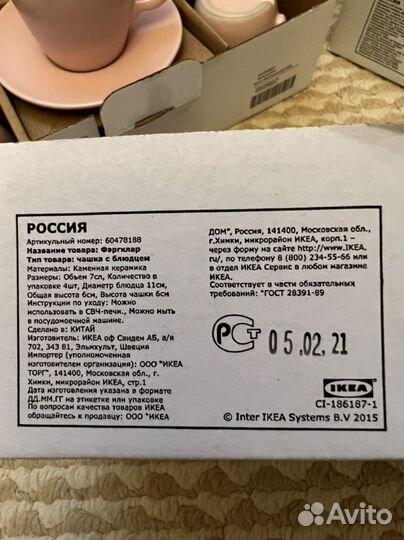 РОССИЯ
Артикульный номер: 60478188
Название товара: Фэргклар
Тип товара: чашка с блюдцем
Материалы: Каменная керамика
Размеры: Объем 7сл, Количество в
упаковке 4шт, Диаметр блюдца 11см,
Общая высота 6см, Высота чашки 6см
Инструкции по уходу: Можно
использовать в СВЧ-печи., Можно мыть
в посудомоечной машине.
Сделано в: КИТАЙ
Изготовитель: ИКЕА оф Свиден АБ, а/я
702, 343 81, Эльмхульт, Швеция
Импортер (уполномоченная
изготовителем организация): ООО "ИКЕА
ТОРГ", 141400, Московская обл., г.
Химки, микрорайон ИКЕА, стр.1
Дата изготовления указана в формате
ДД.ММ.ГГ на этикетке или упаковке
По вопросам качества товаров ИКЕА
обращайтесь к продавцу: ООО "ИКЕА
ДОМ", Россия, 141400, Московская обл.,
г.Химки, микрорайон ИКЕА, корп.1 –
через форму на сайте http://www.IKEA.
ru/, по телефону 8 (800) 234-55-66 или
в отдел ИКЕА Сервис в любом магазине
ИКЕА.
Соответствует в части обязательных
требований: "ГОСТ 28391-89
РСТ
05.02.21
IKEA
CI-186187-1
© Inter IKEA Systems B.V 2015
Avito